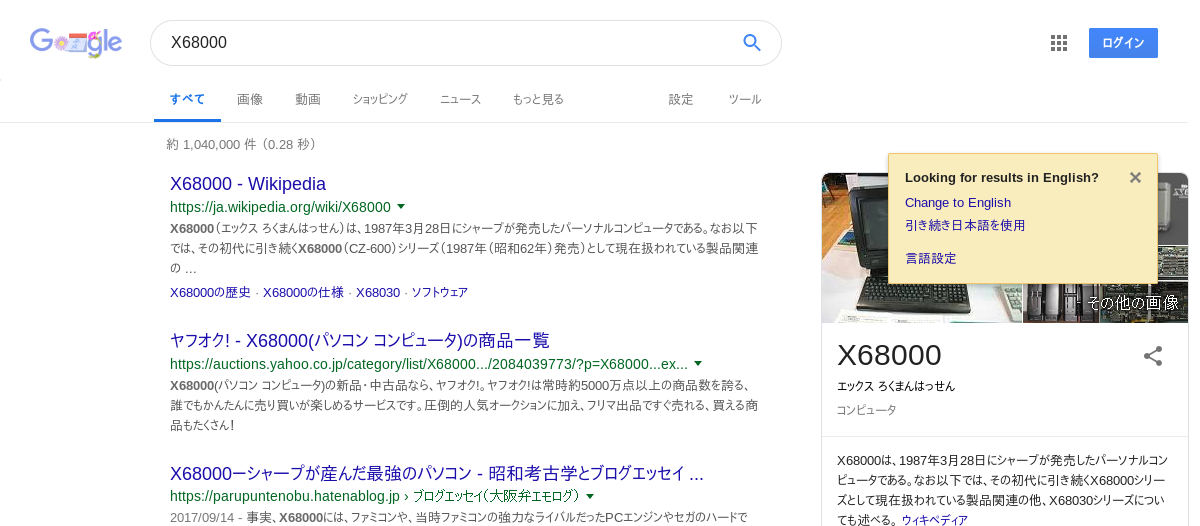 Google
X68000
ログイン
すべて 画像 動画 ショッピング ニュース もっと見る 設定 ツール
約 1,040,000 件 （0.28 秒）
X68000 - Wikipedia
https://ja.wikipedia.org/wiki/X68000
X68000（エックス ろくまんはっせん）は、1987年3月28日にシャープが発売したパーソナルコンピュータである。なお以下
では、その初代に引き続くX68000（CZ-600）シリーズ（1987年（昭和62年）発売）として現在扱われている製品関連
の ...
X68000の歴史 · X68000の仕様 · X68030 · ソフトウェア
ヤフオク! - X68000(パソコン コンピュータ)の商品一覧
https://auctions.yahoo.co.jp/category/list/X68000.../2084039773/?p=X68000...ex...
X68000(パソコン コンピュータ)の新品・中古品なら、ヤフオク!。ヤフオク!は常時約5000万点以上の商品数を誇る、
誰でもかんたんに売り買いが楽しめるサービスです。圧倒的人気オークションに加え、フリマ出品ですぐ売れる、買える商
品もたくさん!
X68000ーシャープが産んだ最強のパソコン - 昭和考古学とブログエッセイ ...
https://parupuntenobu.hatenablog.jp › ブログエッセイ（大阪弁エモログ）
2017/09/14 - 事実、X68000には、ファミコンや、当時ファミコンの強力なライバルだったPCエンジンやセガのハードで
Looking for results in English?
Change to English
引き続き日本語を使用
言語設定
その他の画像
X68000
エックス ろくまんはっせん
コンピュータ
X68000は、1987年3月28日にシャープが発売したパーソナルコン
ピュータである。なお以下では、その初代に引き続くX68000シリー
ズとして現在扱われている製品関連の他、X68030シリーズについ
ても述べる。 ウィキペディア